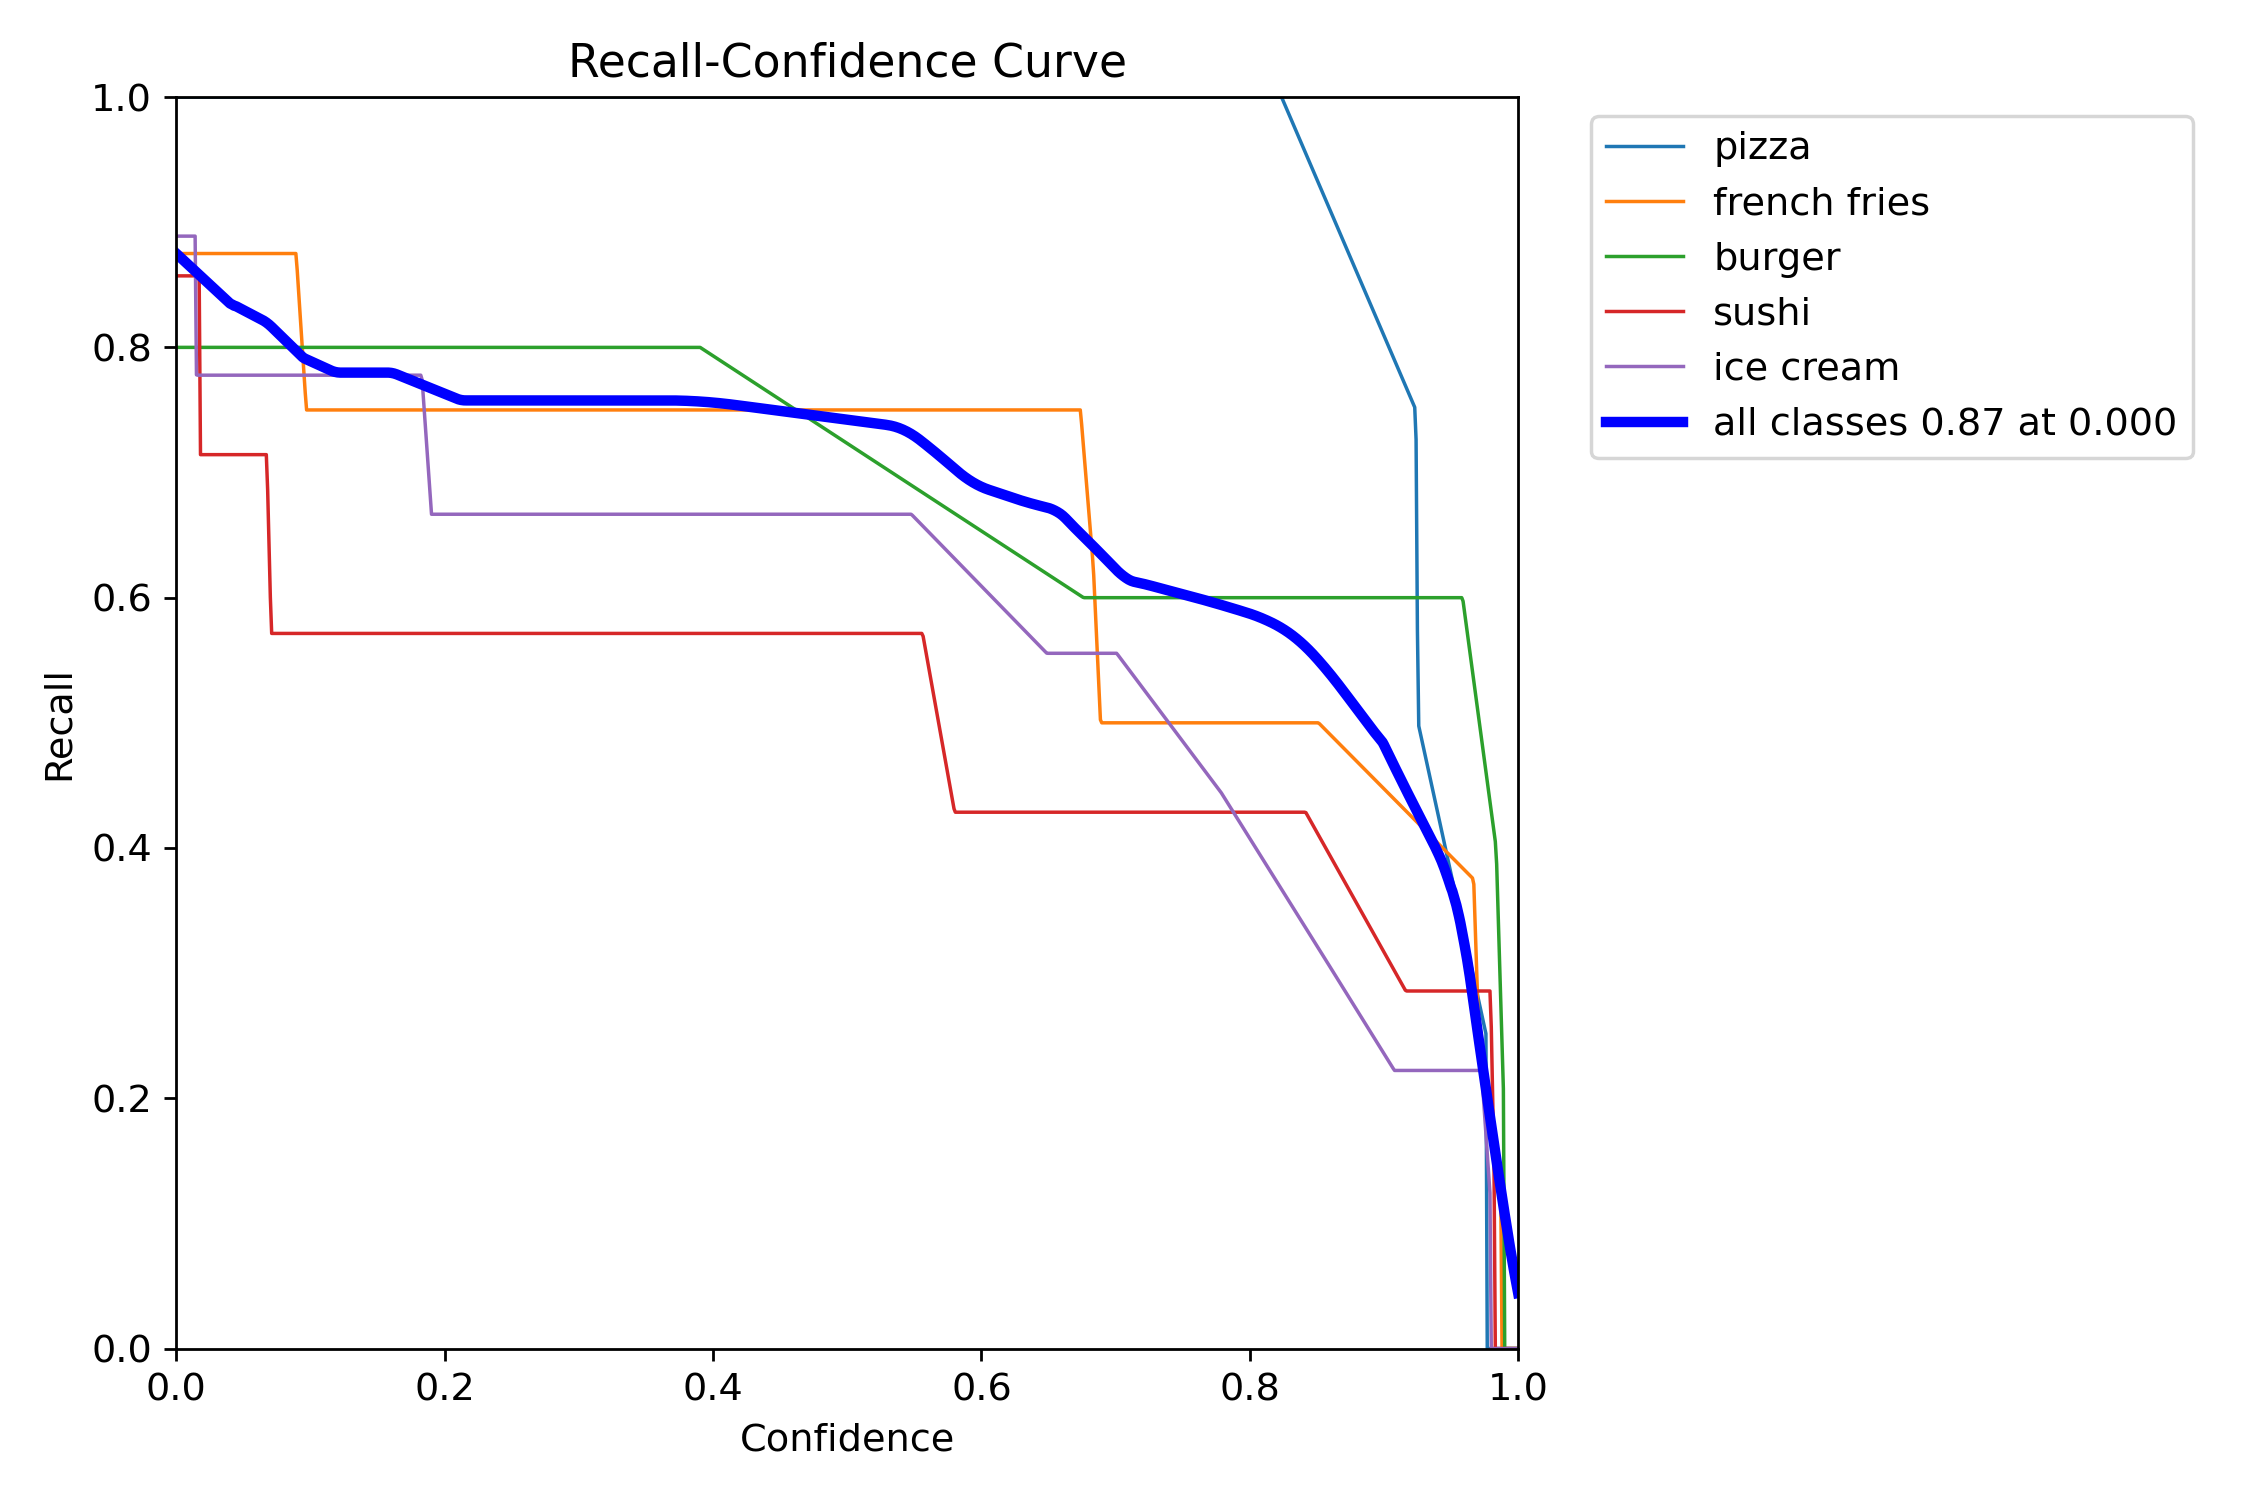 Recall-Confidence Curve
1.0
0.8
0.6
0.4
0.2
0.0
Recall
0.0 0.2 0.4 0.6 0.8 1.0
Confidence
pizza
french fries
burger
sushi
ice cream
all classes 0.87 at 0.000